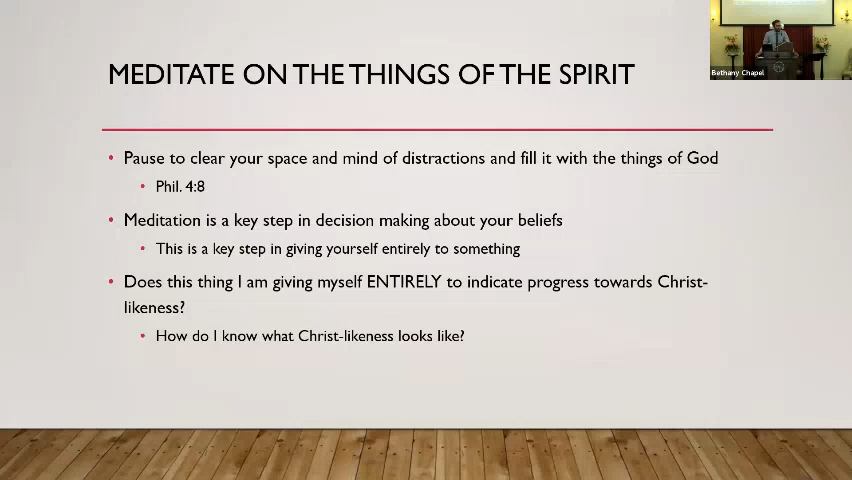 MEDITATE ON THE THINGS OF THE SPIRIT
Bethany Chapel
• Pause to clear your space and mind of distractions and fill it with the things of God
• Phil. 4:8
• Meditation is a key step in decision making about your beliefs
• This is a key step in giving yourself entirely to something
• Does this thing I am giving myself ENTIRELY to indicate progress towards Christ-
likeness?
• How do I know what Christ-likeness looks like?